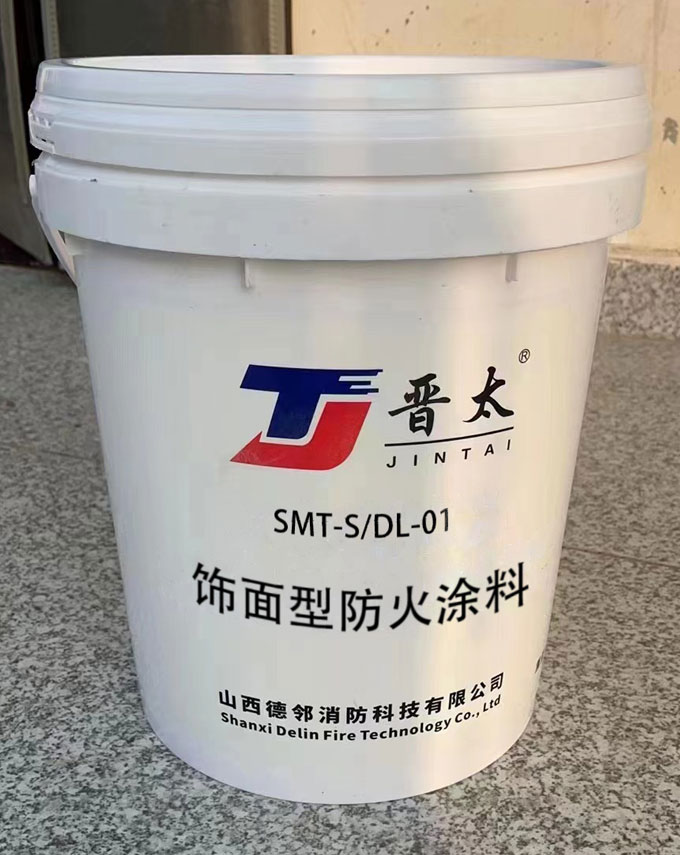 TJ 晋太®
JINTAI
SMT-S/DL-01
饰面型防火涂料
山西德邻消防科技有限公司
Shanxi Delin Fire Technology Co., Ltd